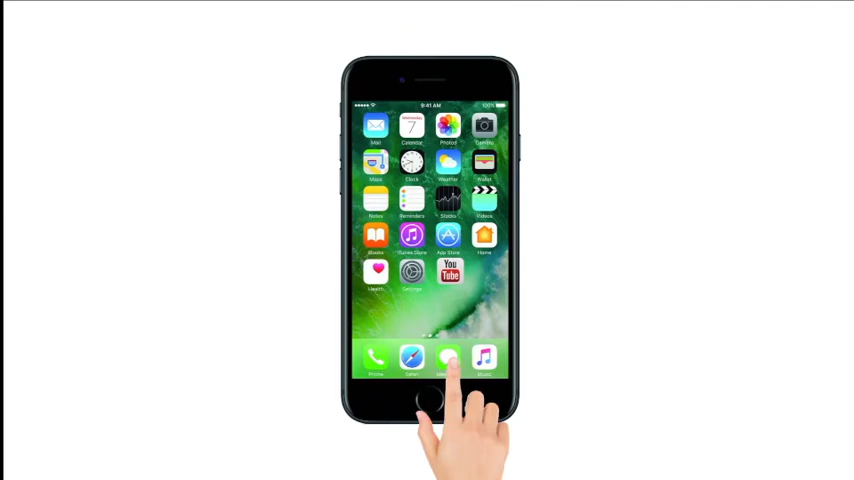 9:41 AM 100%
Wednesday
7
Mail Calendar Photos Camera
Maps Clock Weather Wallet
Notes Reminders Stocks Videos
iBooks iTunes Store App Store Home
You
Tube
Health Settings
Phone Safari Music